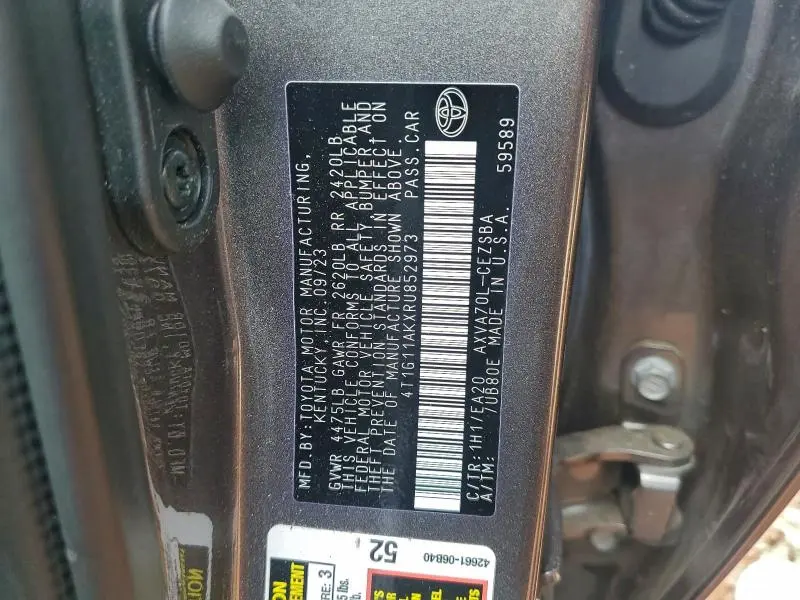 MFD.BY:TOYOTA MOTOR MANUFACTURING,
KENTUCKY, INC. 09/23
GVWR 4475LB GAWR FR 2620LB RR 2420LB
THIS VEHICLE CONFORMS TO ALL APPLICABLE
FEDERAL MOTOR VEHICLE SAFETY, BUMPER, AND
THEFT PREVENTION STANDARDS IN EFFECT ON
THE DATE OF MANUFACTURE SHOWN ABOVE.
4T1G11AKXRU852973 PASS.CAR
C/TR:1H1/EA20 AXVA70L-CEZSBA
A/TM: 7UB80E MADE IN U.S.A. 59589
52
42661-06B40